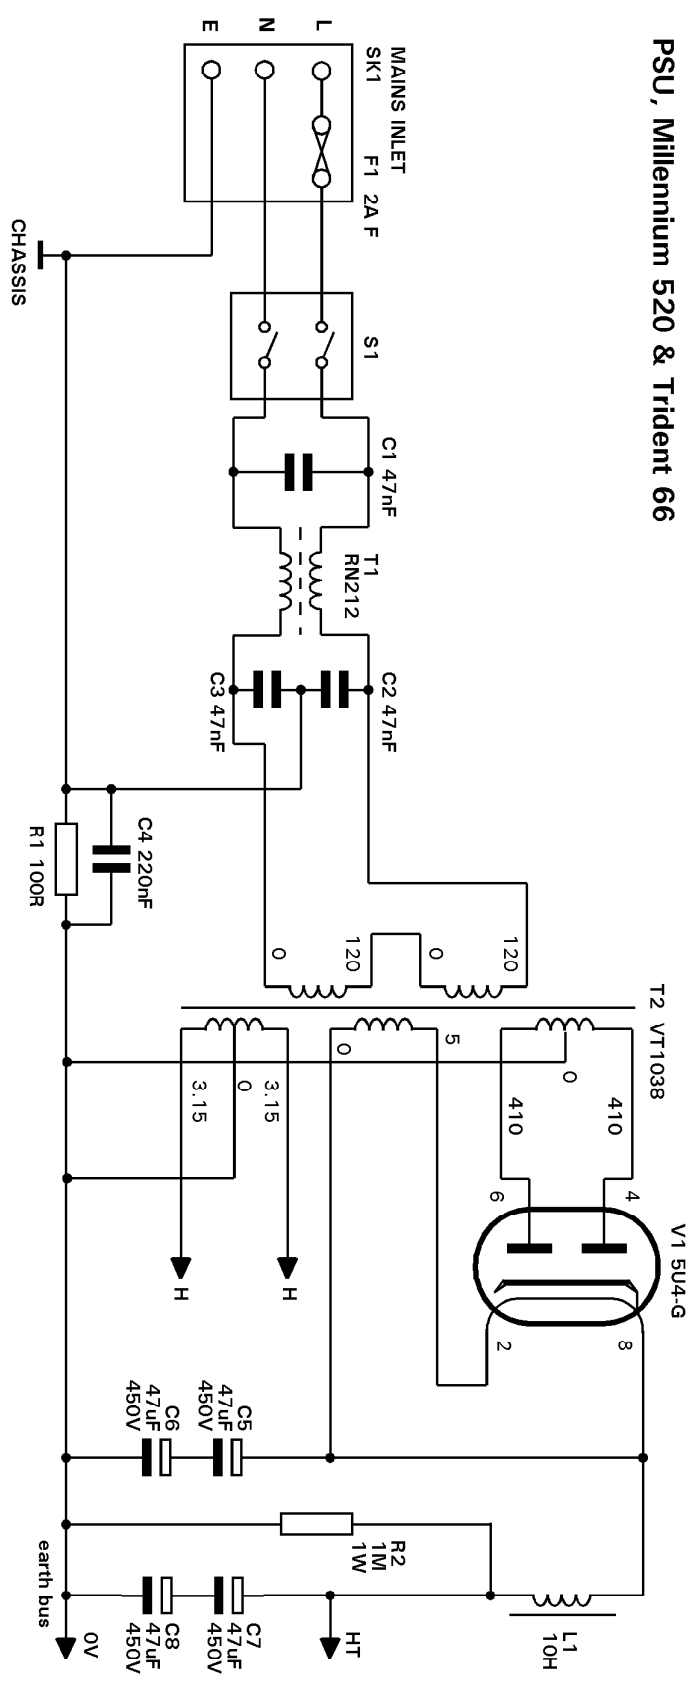 PSU, Millennium 520 & Trident 66
MAINS INLET
SK1
F1 2A F
L
N
E
CHASSIS
S1
C1 47nF
T1
RN212
C2 47nF
C3 47nF
C4 220nF
R1 100R
T2 VT1038
120
0
120
0
410
0
410
5
0
3.15
0
3.15
H
H
V1 5U4-G
4
6
8
2
C5
47uF
450V
C6
47uF
450V
R2
1M
1W
L1
10H
HT
C7
47uF
450V
C8
47uF
450V
0V
earth bus